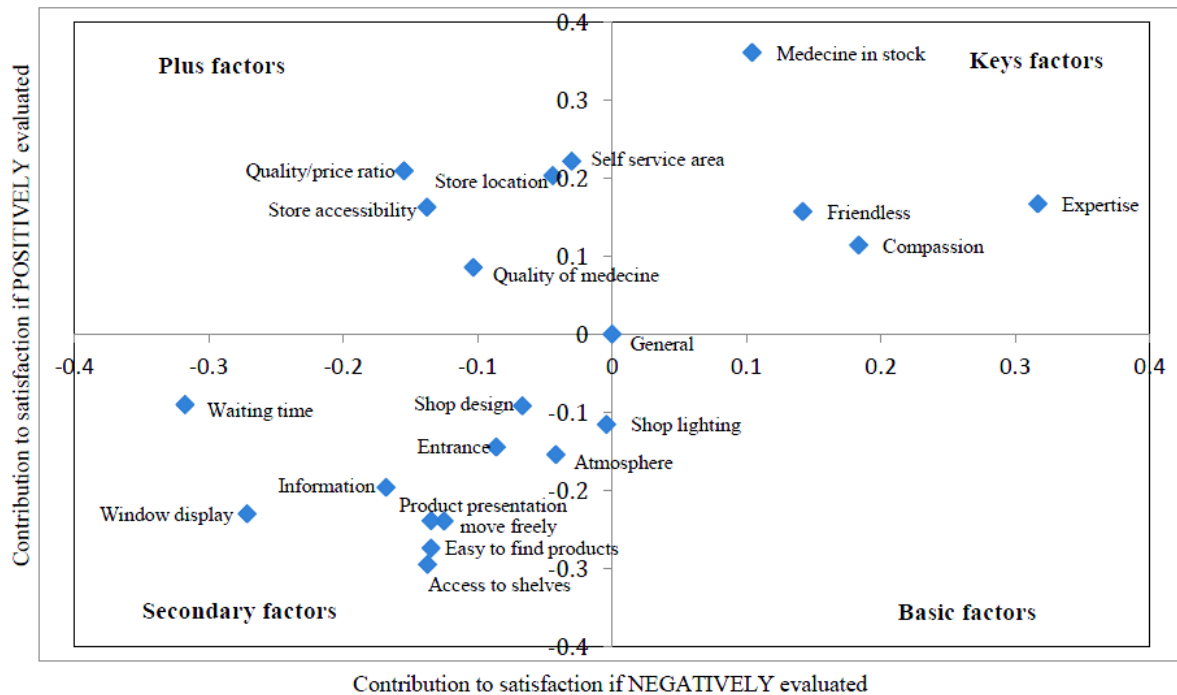 Contribution to satisfaction if POSITIVELY evaluated
0.4
Plus factors
Medecine in stock
Keys factors
0.3
Quality/price ratio
Self service area
Store location
0.2
Store accessibility
Friendless
Expertise
Compassion
0.1
Quality of medecine
0
General
-0.4 -0.3 -0.2 -0.1 0 0.1 0.2 0.3 0.4
Waiting time
Shop design
-0.1
Shop lighting
Entrance
Atmosphere
Information
-0.2
Product presentation
Window display
move freely
Easy to find products
-0.3
Access to shelves
Secondary factors
Basic factors
-0.4
Contribution to satisfaction if NEGATIVELY evaluated